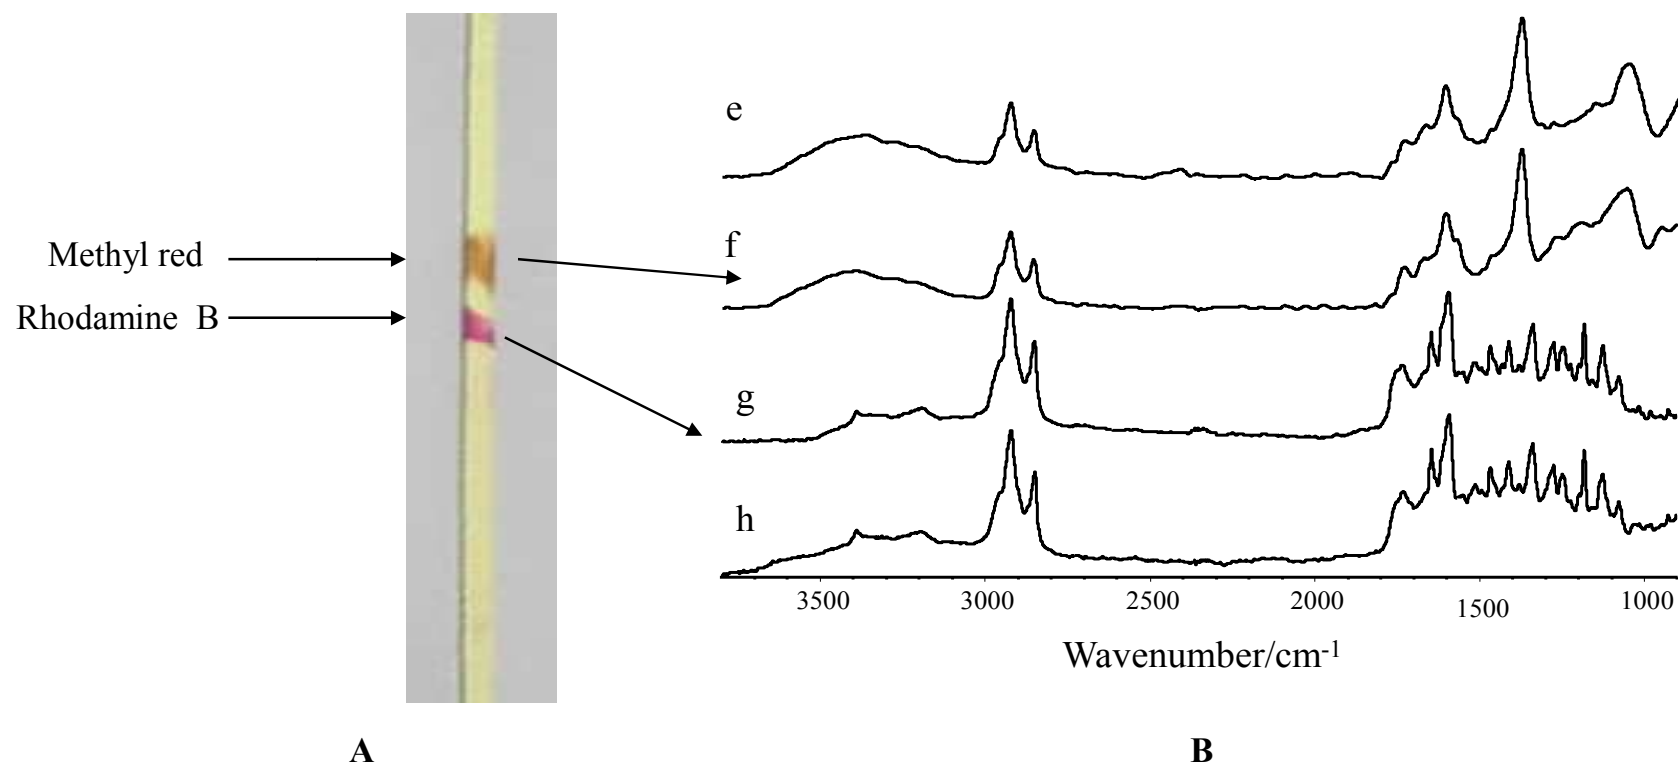 Methyl red
Rhodamine B
e
f
g
h
3500 3000 2500 2000 1500 1000
Wavenumber/cm-1
A B